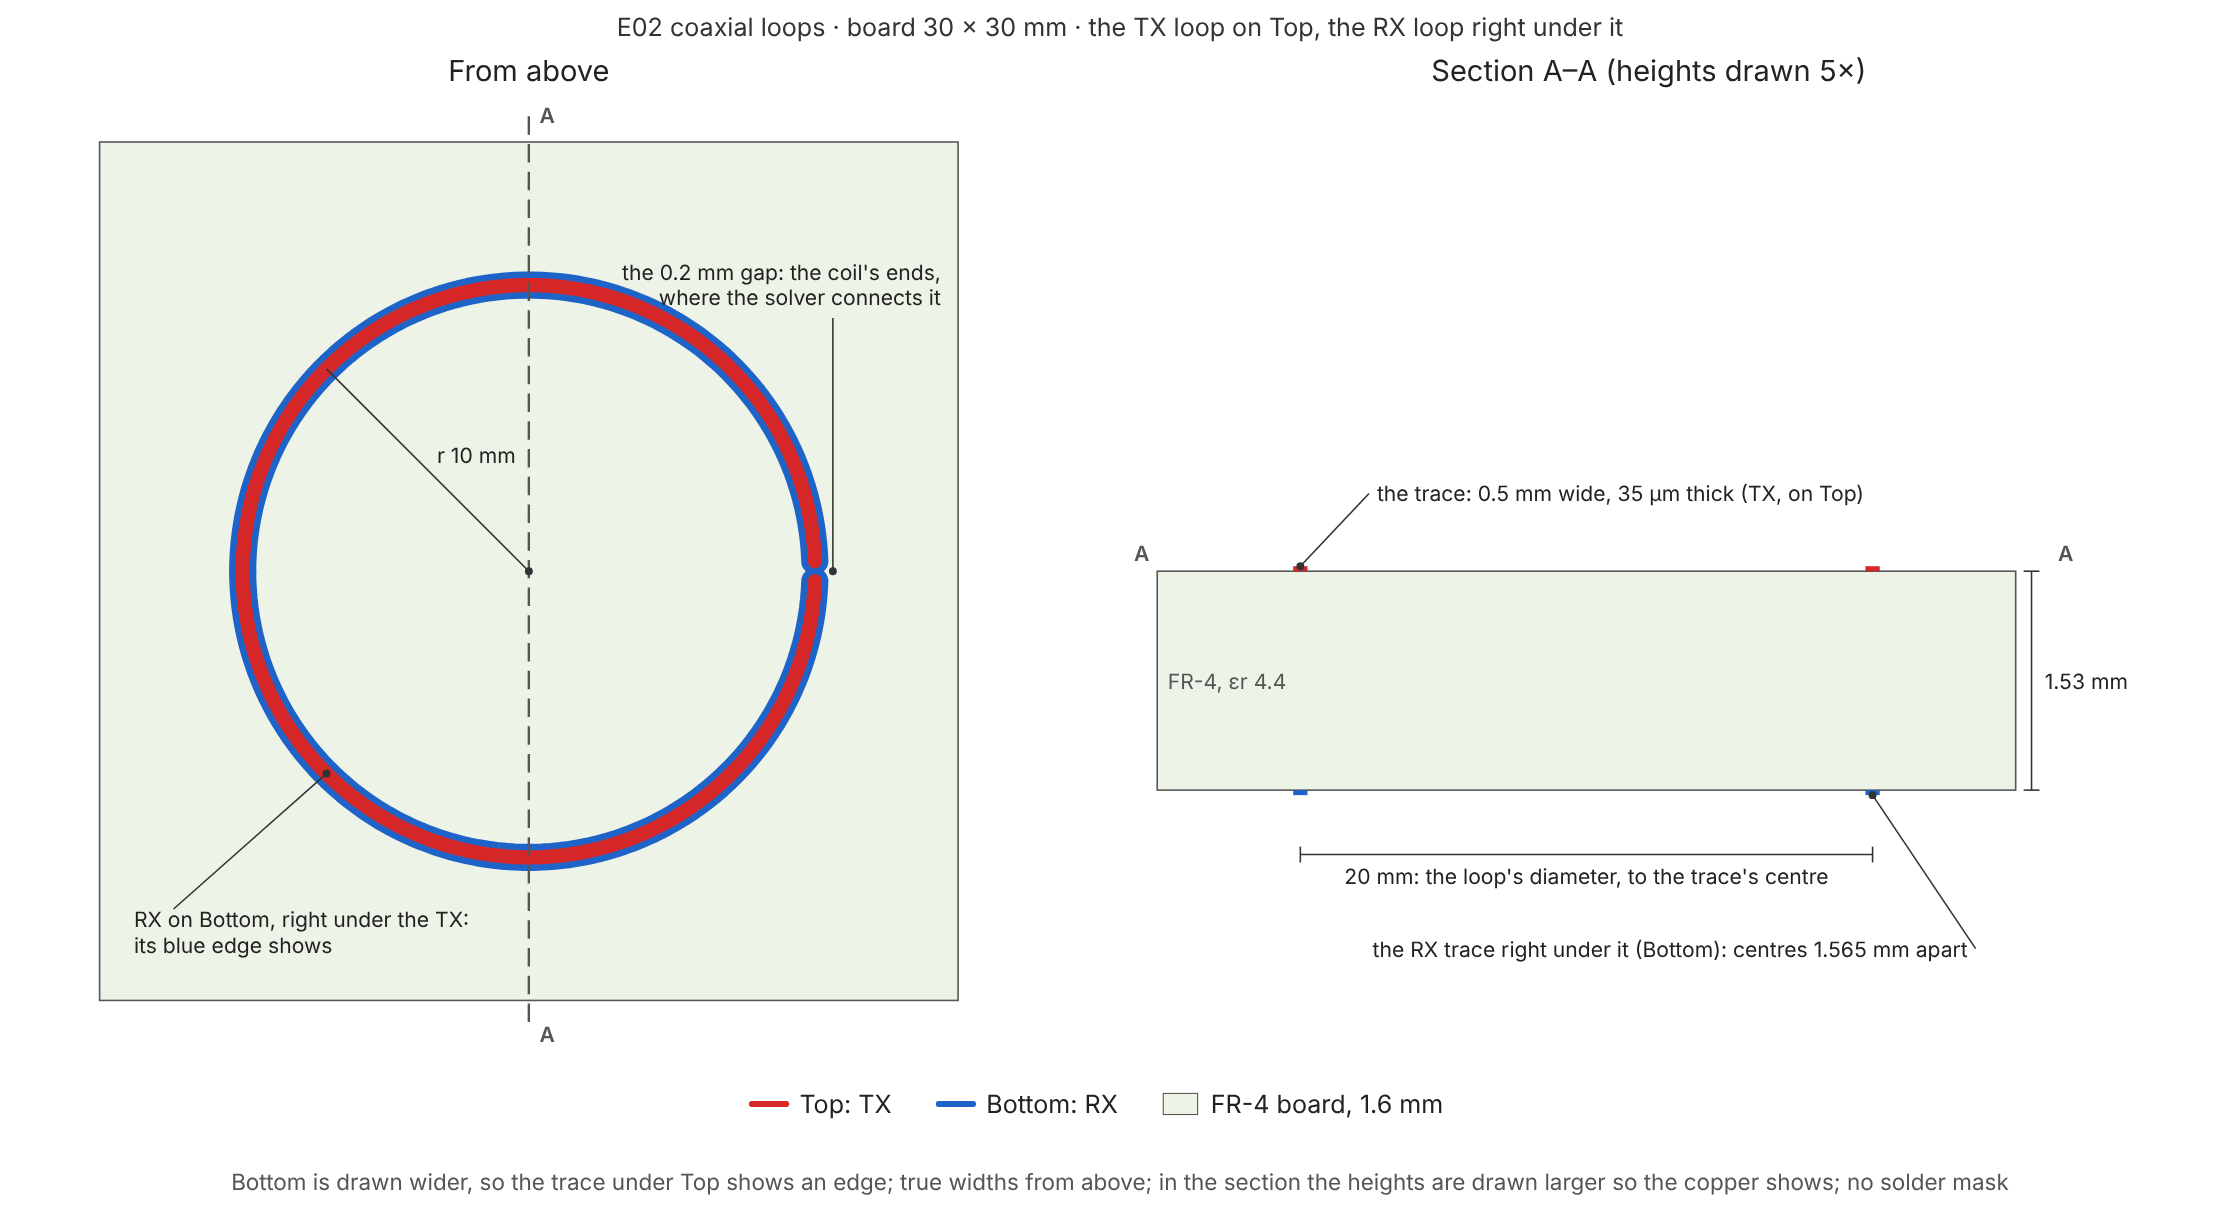 E02 coaxial loops · board 30 × 30 mm · the TX loop on Top, the RX loop right under it
From above
Section A–A (heights drawn 5×)
A
the 0.2 mm gap: the coil's ends,
where the solver connects it
r 10 mm
RX on Bottom, right under the TX:
its blue edge shows
A
the trace: 0.5 mm wide, 35 µm thick (TX, on Top)
A
A
FR-4, εr 4.4
1.53 mm
20 mm: the loop's diameter, to the trace's centre
the RX trace right under it (Bottom): centres 1.565 mm apart
Top: TX
Bottom: RX
FR-4 board, 1.6 mm
Bottom is drawn wider, so the trace under Top shows an edge; true widths from above; in the section the heights are drawn larger so the copper shows; no solder mask